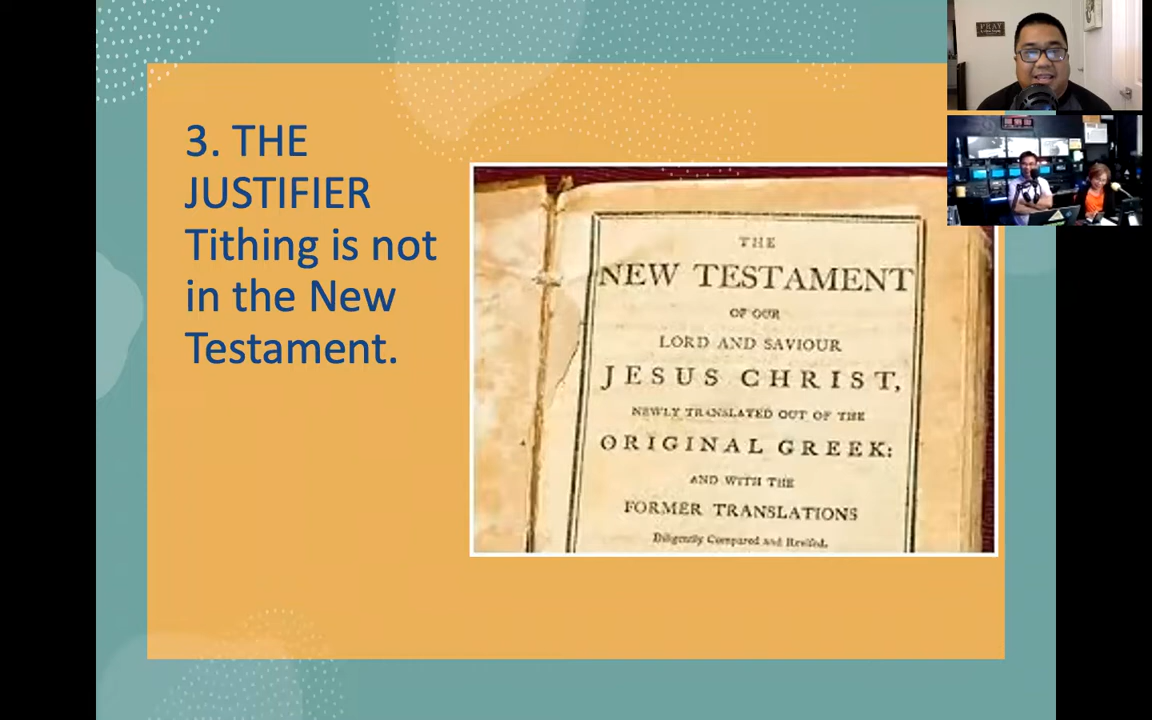 3. THE
JUSTIFIER
Tithing is not
in the New
Testament.
THE
NEW TESTAMENT
OF OUR
LORD AND SAVIOUR
JESUS CHRIST,
NEWLY TRANSLATED OUT OF THE
ORIGINAL GREEK:
AND WITH THE
FORMER TRANSLATIONS
Diligently Compared and Revised.
PRAY